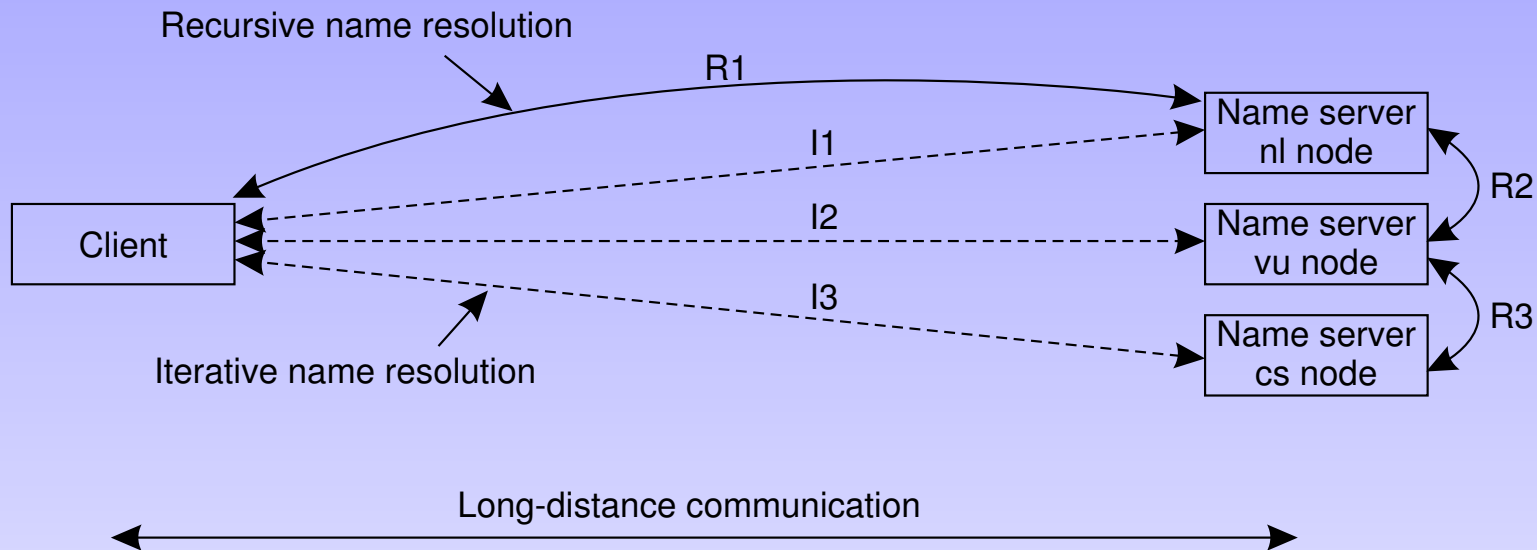 Recursive name resolution
R1
Name server
nl node
I1
R2
I2
Client
Name server
vu node
I3
R3
Name server
cs node
Iterative name resolution
Long-distance communication